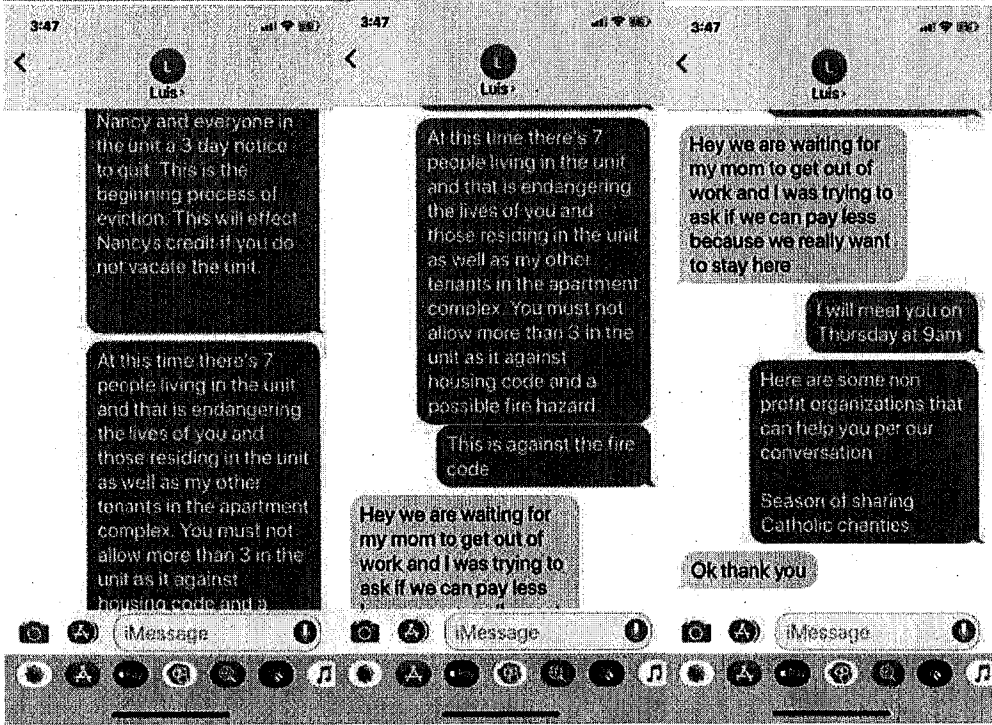 3:47
L
Luis
Nancy and everyone in
the unit a 3 day notice
to quit. This is the
beginning process of
eviction. This will effect
Nancys credit if you do
not vacate the unit
At this time there's 7
people living in the unit
and that is endangering
the lives of you and
those residing in the unit
as well as my other
tenants in the apartment
complex. You must not
allow more than 3 in the
unit as it against
housing code and a
iMessage
3:47
L
Luis
At this time there's 7
people living in the unit
and that is endangering
the lives of you and
those residing in the unit
as well as my other
tenants in the apartment
complex. You must not
allow more than 3 in the
unit as it against
housing code and a
possible fire hazard
This is against the fire
code
Hey we are waiting for
my mom to get out of
work and I was trying to
ask if we can pay less
iMessage
3:47
L
Luis
Hey we are waiting for
my mom to get out of
work and I was trying to
ask if we can pay less
because we really want
to stay here
I will meet you on
Thursday at 9am
Here are some non
profit organizations that
can help you per our
conversation
Season of sharing
Catholic charities
Ok thank you
iMessage